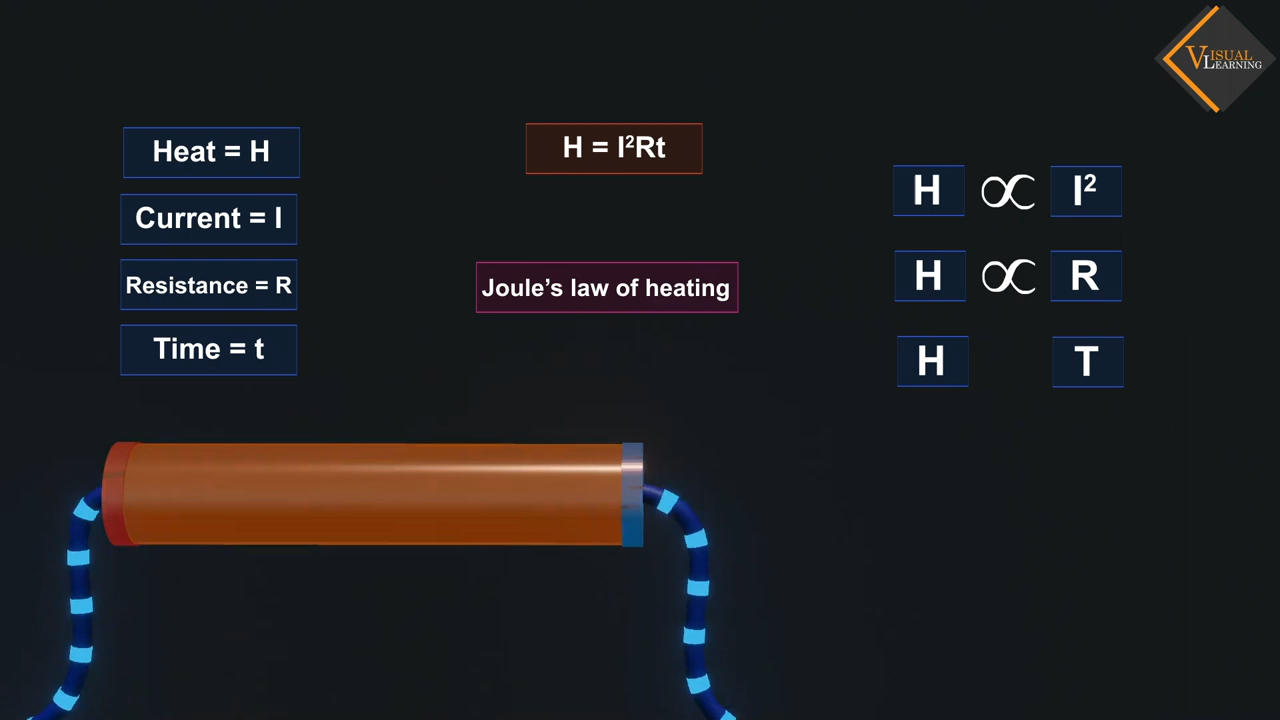 VISUAL
LEARNING
Heat = H
Current = I
Resistance = R
Time = t
H = I²Rt
Joule's law of heating
H ∝ I²
H ∝ R
H T